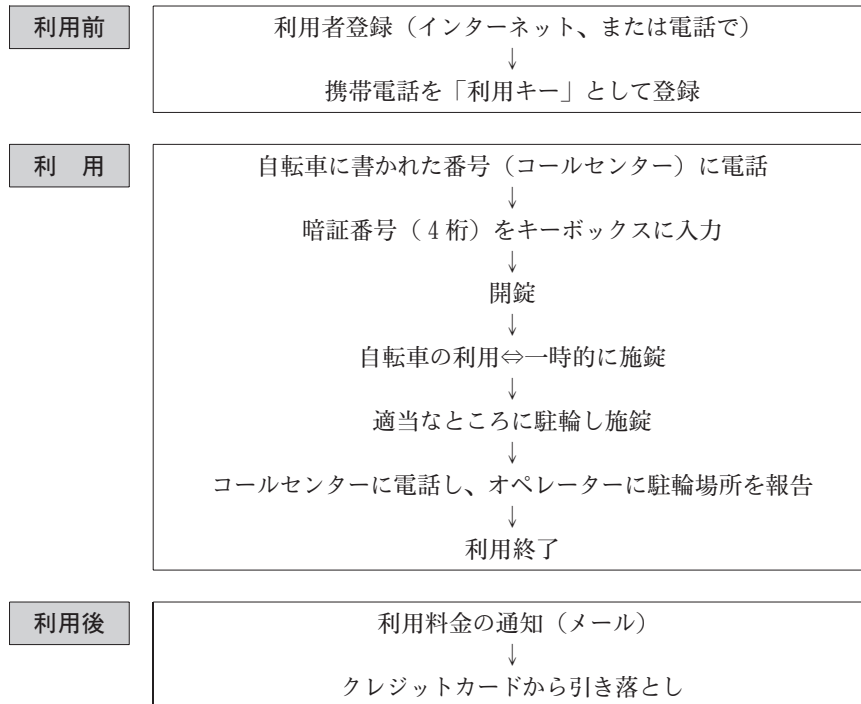 利用前
利用者登録（インターネット、または電話で）
↓
携帯電話を「利用キー」として登録
利　用
自転車に書かれた番号（コールセンター）に電話
↓
暗証番号（４桁）をキーボックスに入力
↓
開錠
↓
自転車の利用⇔一時的に施錠
↓
適当なところに駐輪し施錠
↓
コールセンターに電話し、オペレーターに駐輪場所を報告
↓
利用終了
利用後
利用料金の通知（メール）
↓
クレジットカードから引き落とし